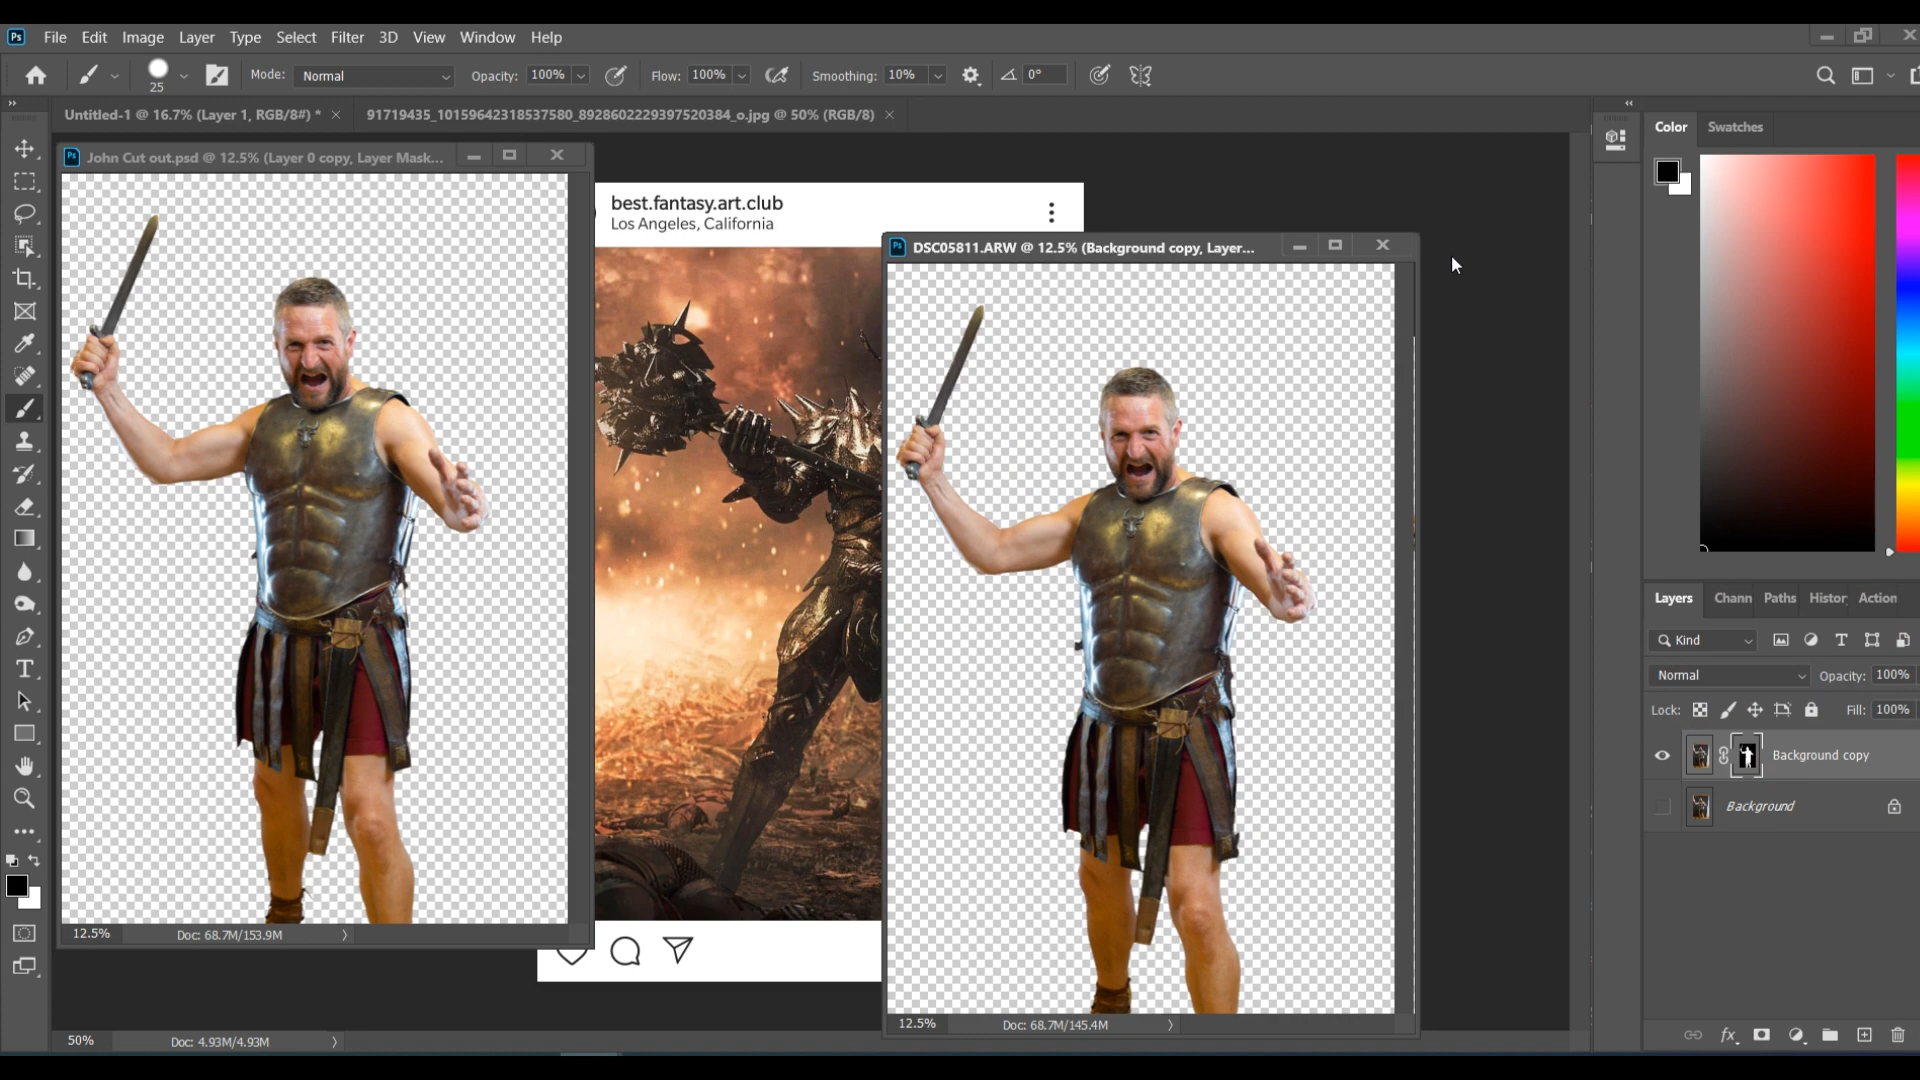 Ps File Edit Image Layer Type Select Filter 3D View Window Help
25 Mode: Normal Opacity: 100% Flow: 100% Smoothing: 10% 0°
Untitled-1 @ 16.7% (Layer 1, RGB/8#) * × 91719435_10159642318537580_8928602229397520384_o.jpg @ 50% (RGB/8) ×
Color Swatches
Ps John Cut out.psd @ 12.5% (Layer 0 copy, Layer Mask...
best.fantasy.art.club
Los Angeles, California
Ps DSC05811.ARW @ 12.5% (Background copy, Layer...
Layers Chann Paths Histor Action
Kind
Normal Opacity: 100%
Lock: Fill: 100%
Background copy
Background
12.5% Doc: 68.7M/153.9M
12.5% Doc: 68.7M/145.4M
50% Doc: 4.93M/4.93M
fx